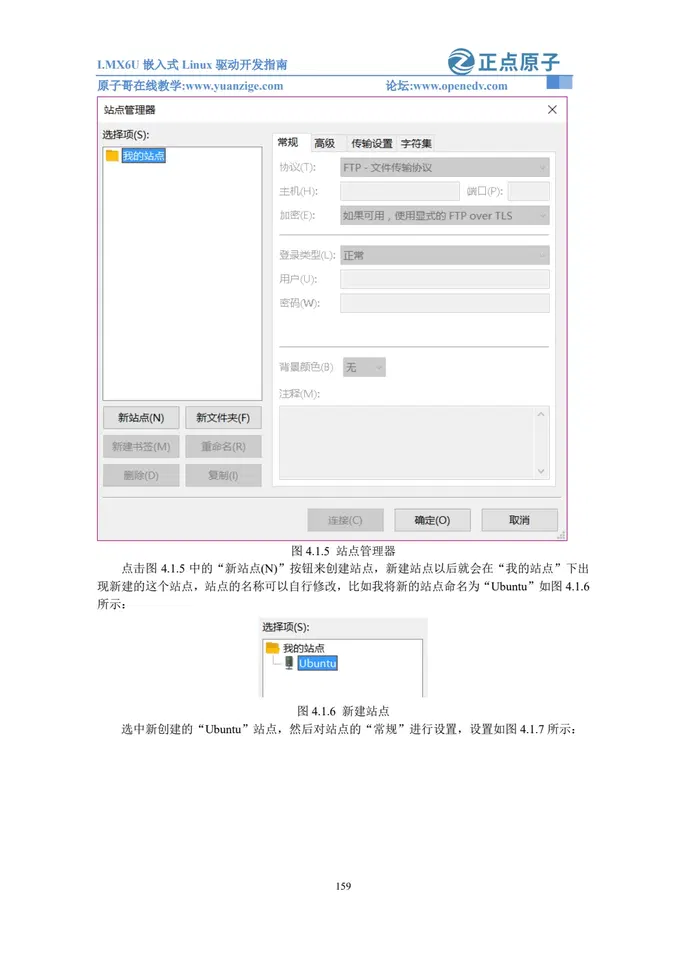 I.MX6U 嵌入式 Linux 驱动开发指南
正点原子
原子哥在线教学:www.yuanzige.com 论坛:www.openedv.com
站点管理器
选择项(S):
我的站点
新站点(N) 新文件夹(F)
新建书签(M) 重命名(R)
删除(D) 复制(I)
常规 高级 传输设置 字符集
协议(T): FTP - 文件传输协议
主机(H): 端口(P):
加密(E): 如果可用，使用显式的 FTP over TLS
登录类型(L): 正常
用户(U):
密码(W):
背景颜色(B) 无
注释(M):
连接(C) 确定(O) 取消
图 4.1.5 站点管理器
点击图 4.1.5 中的“新站点(N)”按钮来创建站点，新建站点以后就会在“我的站点”下出
现新建的这个站点，站点的名称可以自行修改，比如我将新的站点命名为“Ubuntu”如图 4.1.6
所示：
选择项(S):
我的站点
Ubuntu
图 4.1.6 新建站点
选中新创建的“Ubuntu”站点，然后对站点的“常规”进行设置，设置如图 4.1.7 所示：
159